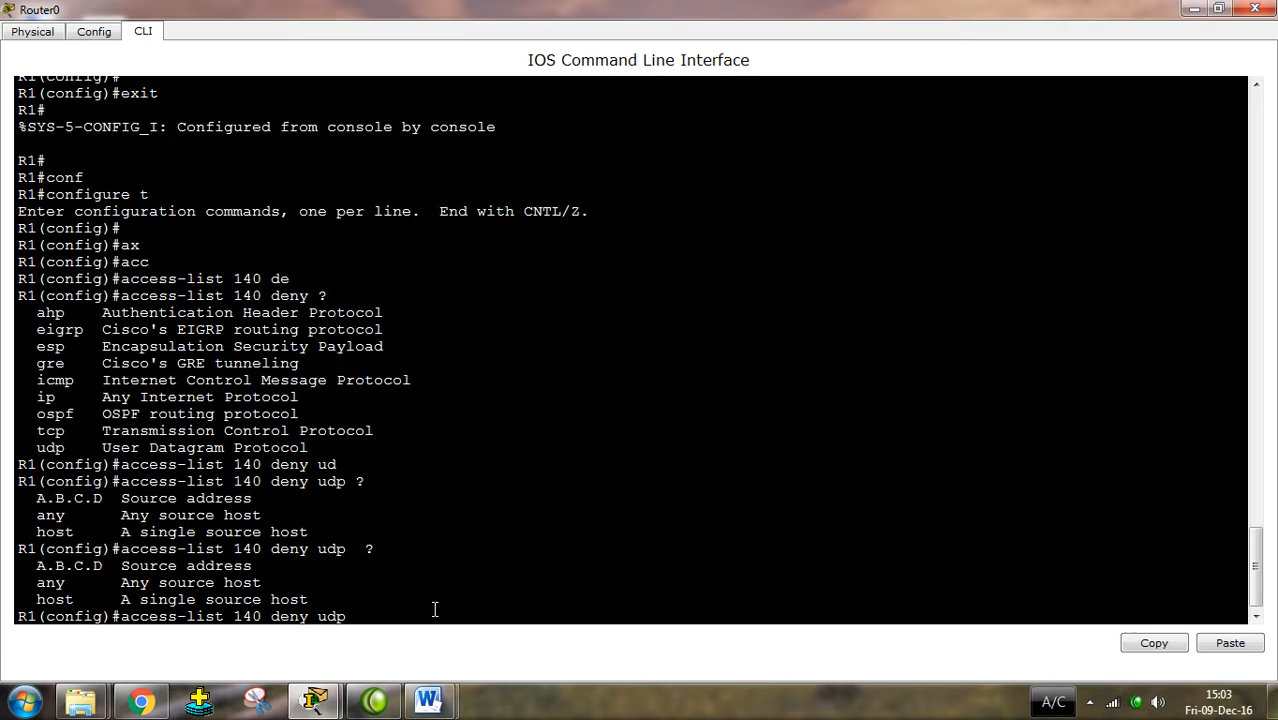 Router0
Physical Config CLI
IOS Command Line Interface
R1(config)#
R1(config)#exit
R1#
%SYS-5-CONFIG_I: Configured from console by console
R1#
R1#conf
R1#configure t
Enter configuration commands, one per line.  End with CNTL/Z.
R1(config)#
R1(config)#ax
R1(config)#acc
R1(config)#access-list 140 de
R1(config)#access-list 140 deny ?
ahp Authentication Header Protocol
eigrp Cisco's EIGRP routing protocol
esp Encapsulation Security Payload
gre Cisco's GRE tunneling
icmp Internet Control Message Protocol
ip Any Internet Protocol
ospf OSPF routing protocol
tcp Transmission Control Protocol
udp User Datagram Protocol
R1(config)#access-list 140 deny ud
R1(config)#access-list 140 deny udp ?
A.B.C.D Source address
any Any source host
host A single source host
R1(config)#access-list 140 deny udp  ?
A.B.C.D Source address
any Any source host
host A single source host
R1(config)#access-list 140 deny udp
Copy Paste
A/C
15:03
Fri-09-Dec-16